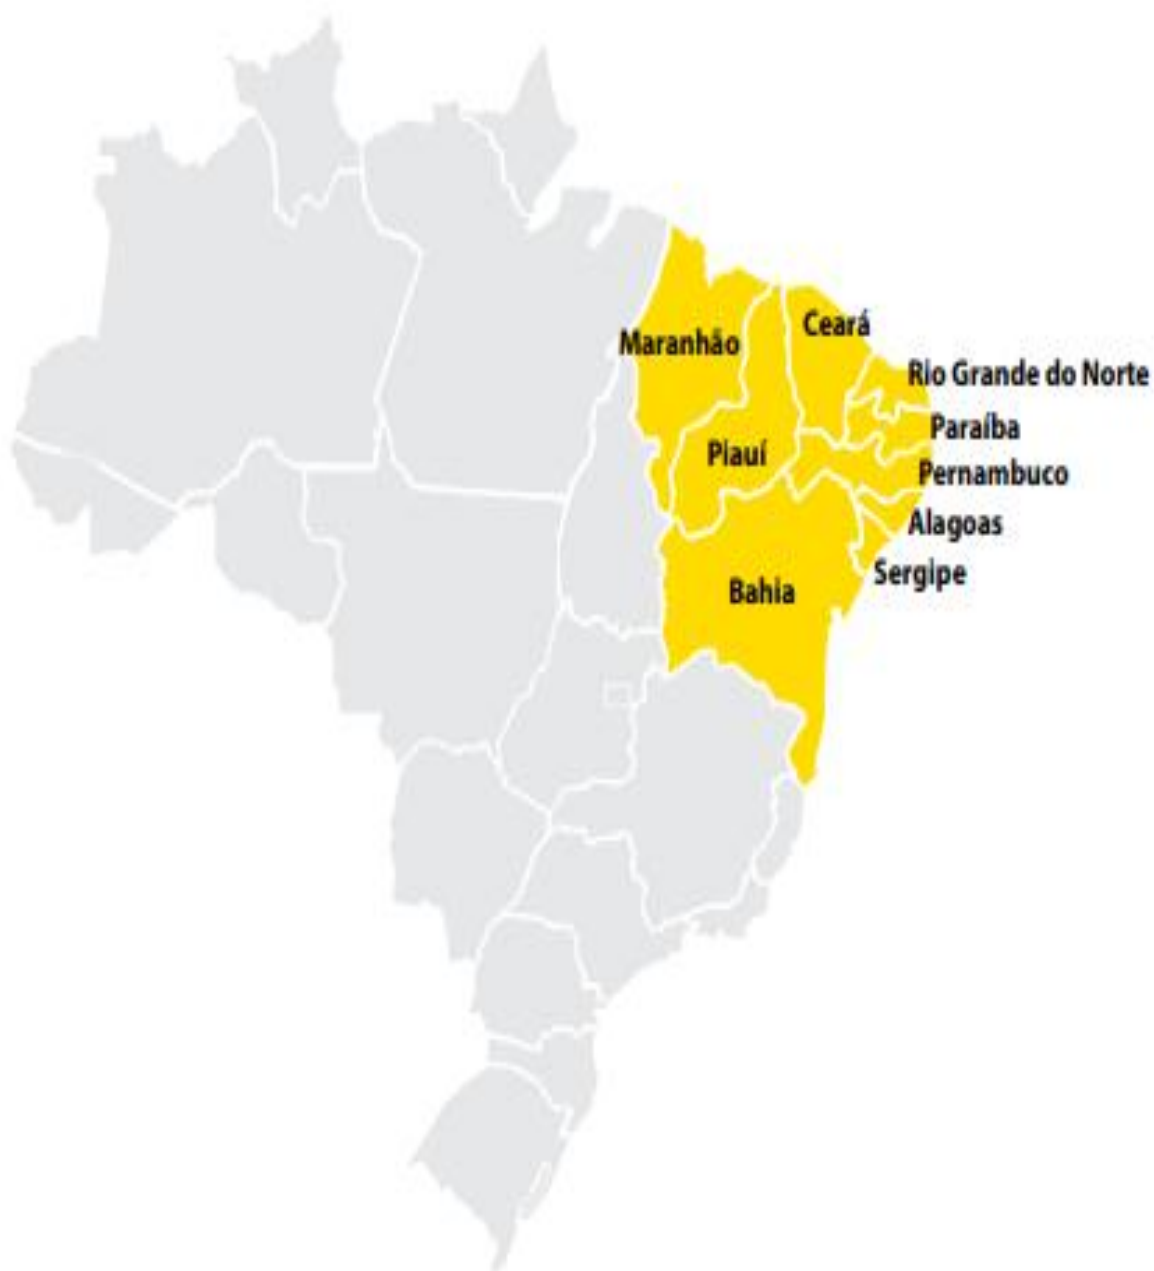 Ceará
Maranhão
Rio Grande do Norte
Paraíba
Piauí
Pernambuco
Alagoas
Sergipe
Bahia